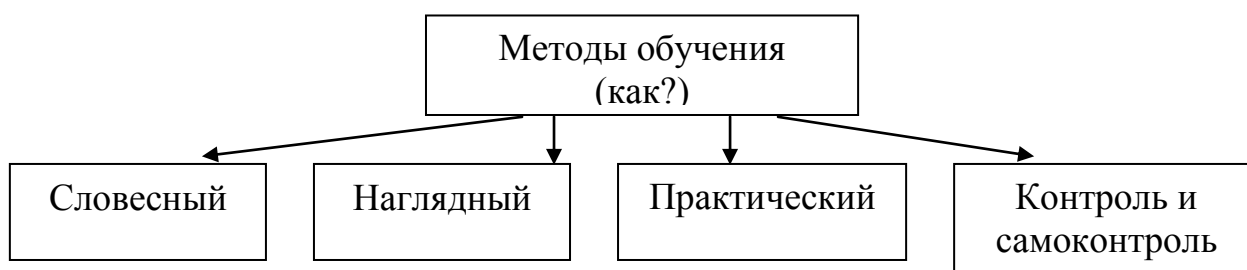 Методы обучения
(как?)
Словесный
Наглядный
Практический
Контроль и
самоконтроль